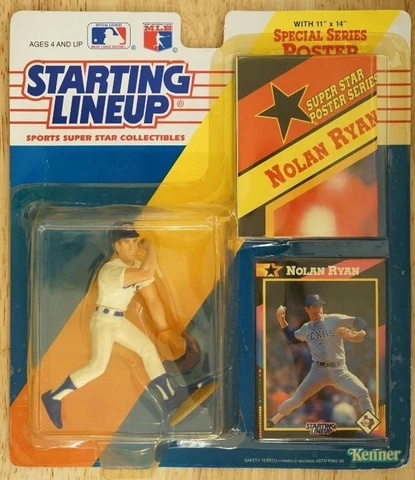 AGES 4 AND UP
WITH 11" x 14"
SPECIAL SERIES
POSTER
STARTING
LINEUP®
SPORTS SUPER STAR COLLECTIBLES
SUPER STAR
POSTER SERIES
NOLAN RYAN
NOLAN RYAN
TEXAS
STARTING
LINEUP
Kenner